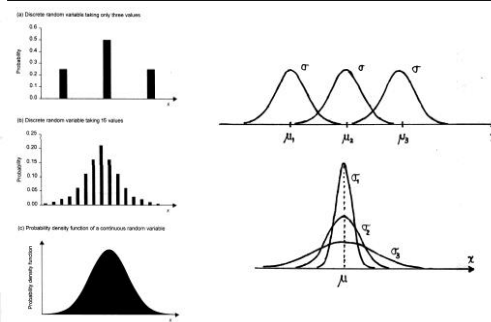 (a) Discrete random variable taking only three values
Probability
0.6
0.5
0.4
0.3
0.2
0.1
0.0
x
(b) Discrete random variable taking 15 values
Probability
0.25
0.20
0.15
0.10
0.05
0.00
x
(c) Probability density function of a continuous random variable
Probability density function
x
σ σ σ
μ₁ μ₂ μ₃
σ₁
σ₂
σ₃
x
μ